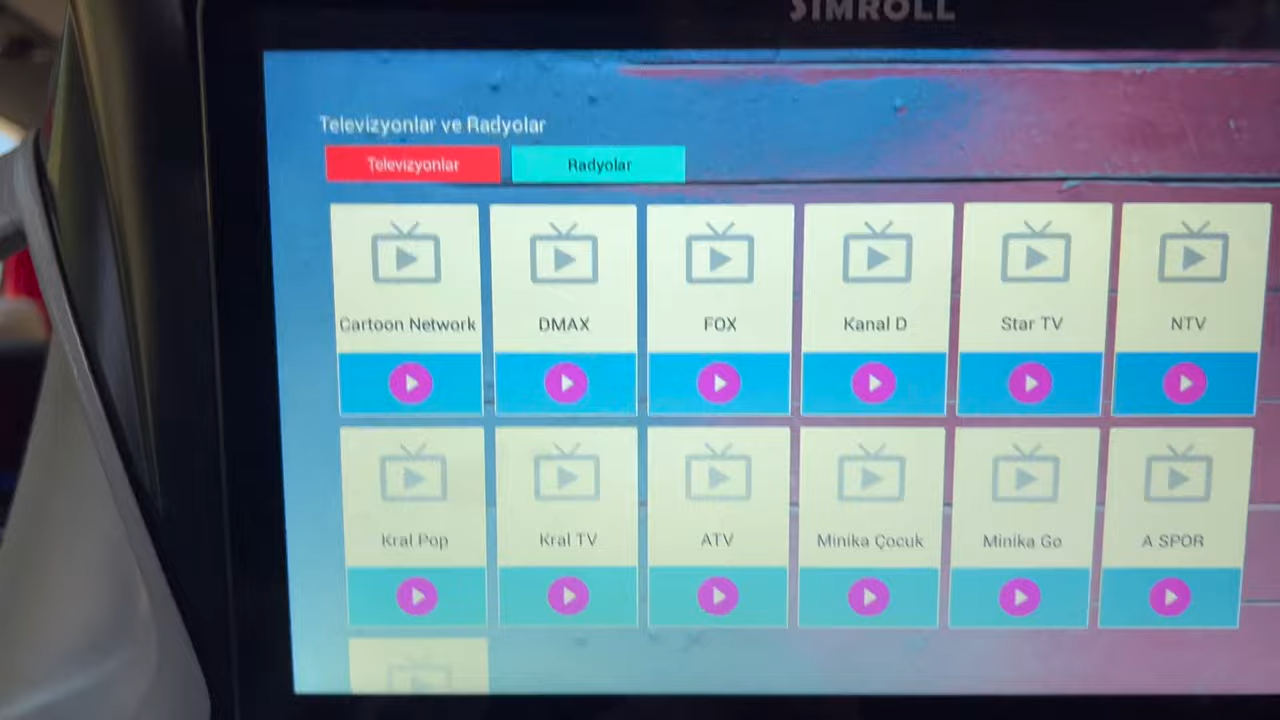 SIMROLL
Televizyonlar ve Radyolar
Televizyonlar Radyolar
Cartoon Network DMAX FOX Kanal D Star TV NTV
Kral Pop Kral TV ATV Minika Çocuk Minika Go A SPOR